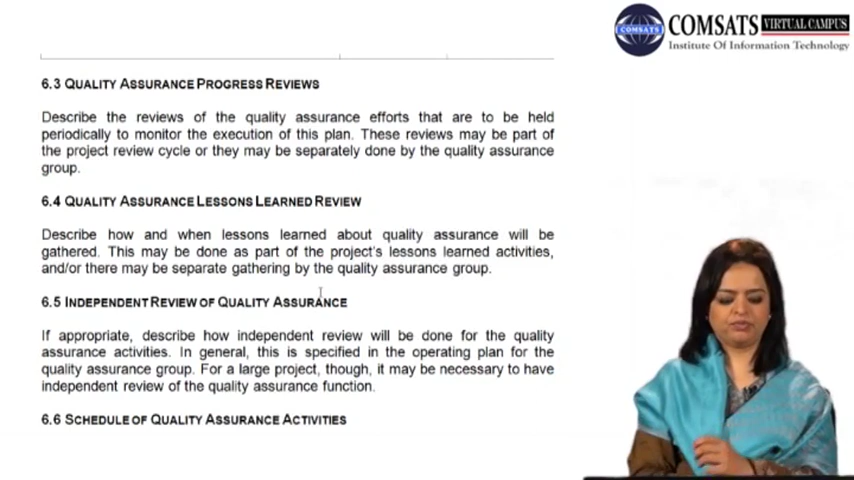 COMSATS VIRTUAL CAMPUS
COMSATS
Institute Of Information Technology
6.3 QUALITY ASSURANCE PROGRESS REVIEWS
Describe the reviews of the quality assurance efforts that are to be held
periodically to monitor the execution of this plan. These reviews may be part of
the project review cycle or they may be separately done by the quality assurance
group.
6.4 QUALITY ASSURANCE LESSONS LEARNED REVIEW
Describe how and when lessons learned about quality assurance will be
gathered. This may be done as part of the project's lessons learned activities,
and/or there may be separate gathering by the quality assurance group.
6.5 INDEPENDENT REVIEW OF QUALITY ASSURANCE
If appropriate, describe how independent review will be done for the quality
assurance activities. In general, this is specified in the operating plan for the
quality assurance group. For a large project, though, it may be necessary to have
independent review of the quality assurance function.
6.6 SCHEDULE OF QUALITY ASSURANCE ACTIVITIES